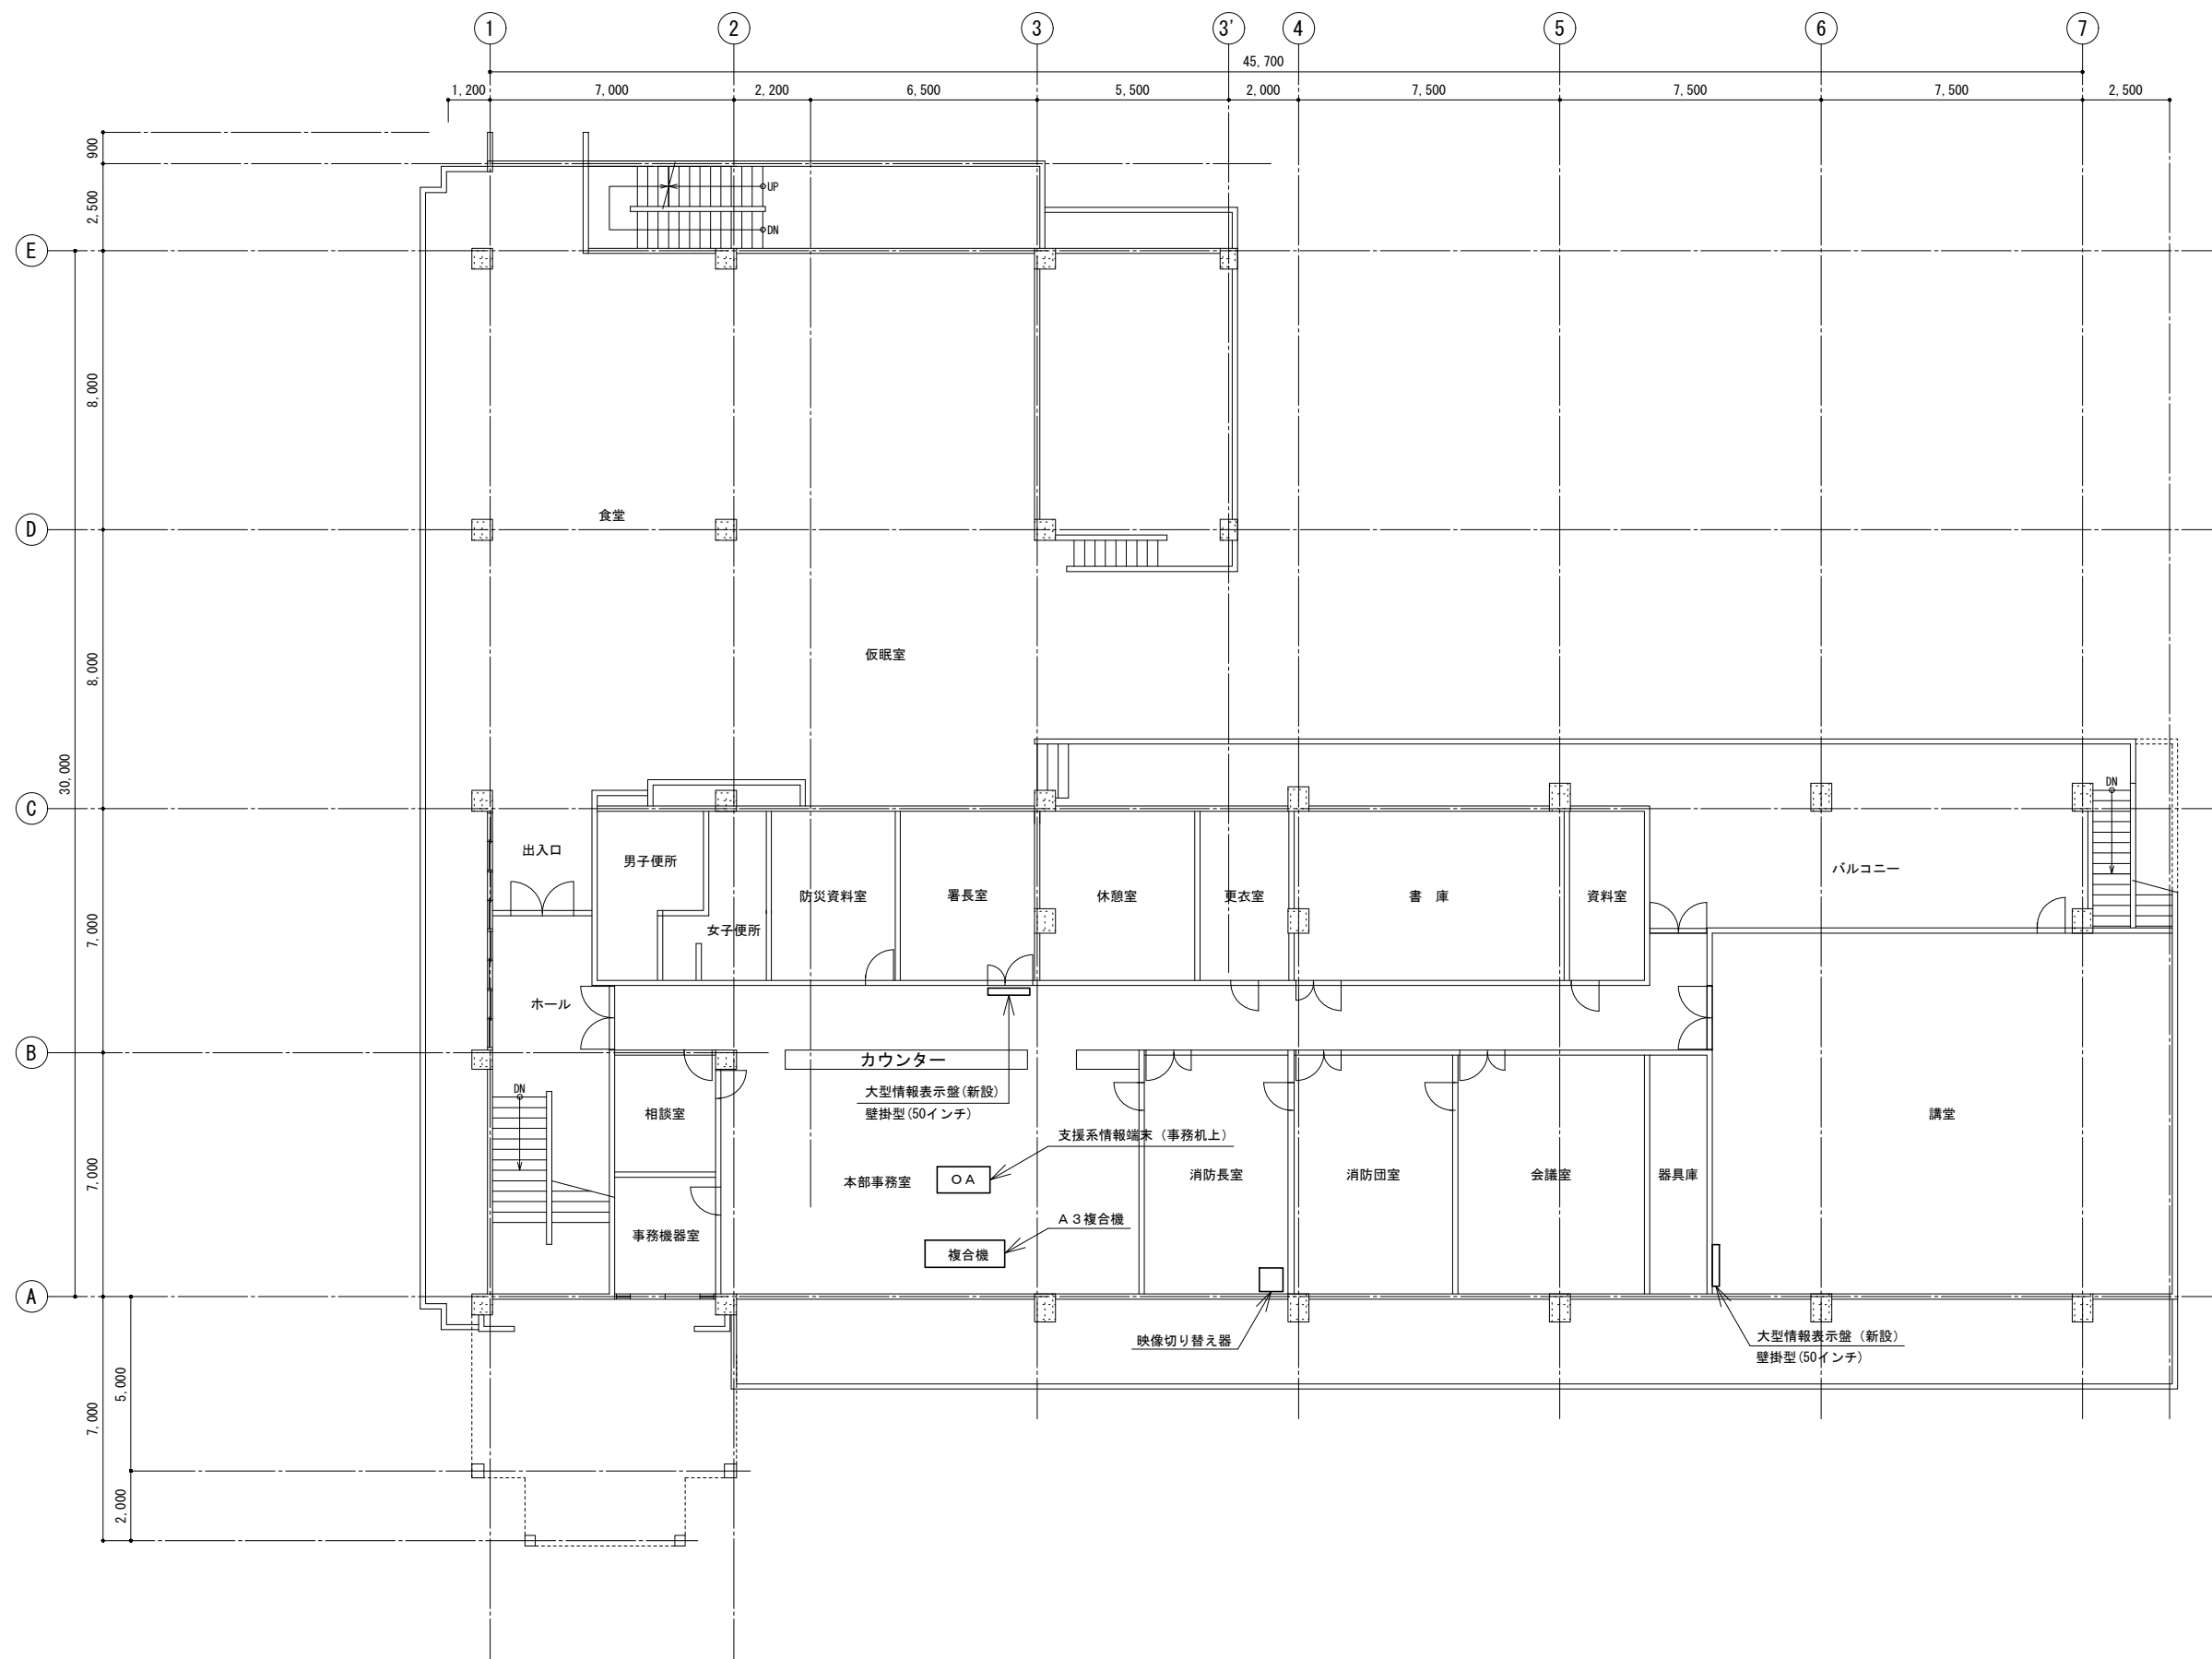 1 2 3 3' 4 5 6 7
45,700
1,200 7,000 2,200 6,500 5,500 2,000 7,500 7,500 7,500 2,500
900
2,500
UP
DN
E
8,000
食堂
D
8,000
仮眠室
30,000
C
DN
出入口
男子便所
バルコニー
防災資料室
署長室
休憩室
更衣室
書 庫
資料室
女子便所
7,000
ホール
B
カウンター
大型情報表示盤(新設)
壁掛型(50インチ)
DN
相談室
講堂
支援系情報端末（事務机上）
7,000
本部事務室
OA
消防長室
消防団室
会議室
器具庫
A3複合機
事務機器室
複合機
A
映像切り替え器
大型情報表示盤（新設）
壁掛型(50インチ)
5,000
7,000
2,000